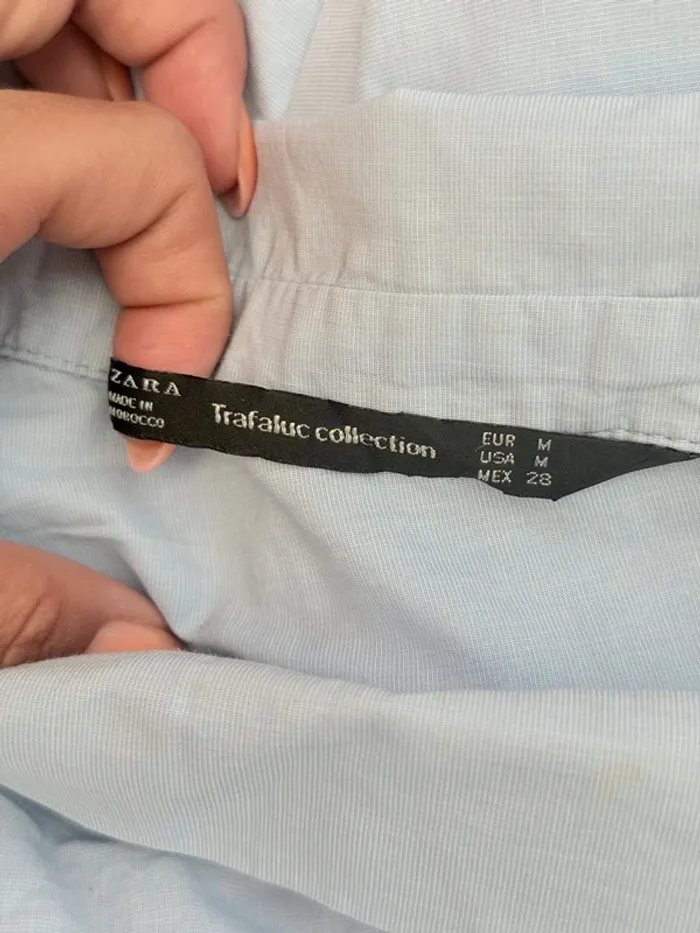 ZARA
MADE IN
MOROCCO
Trafaluc collection
EUR M
USA M
MEX 28